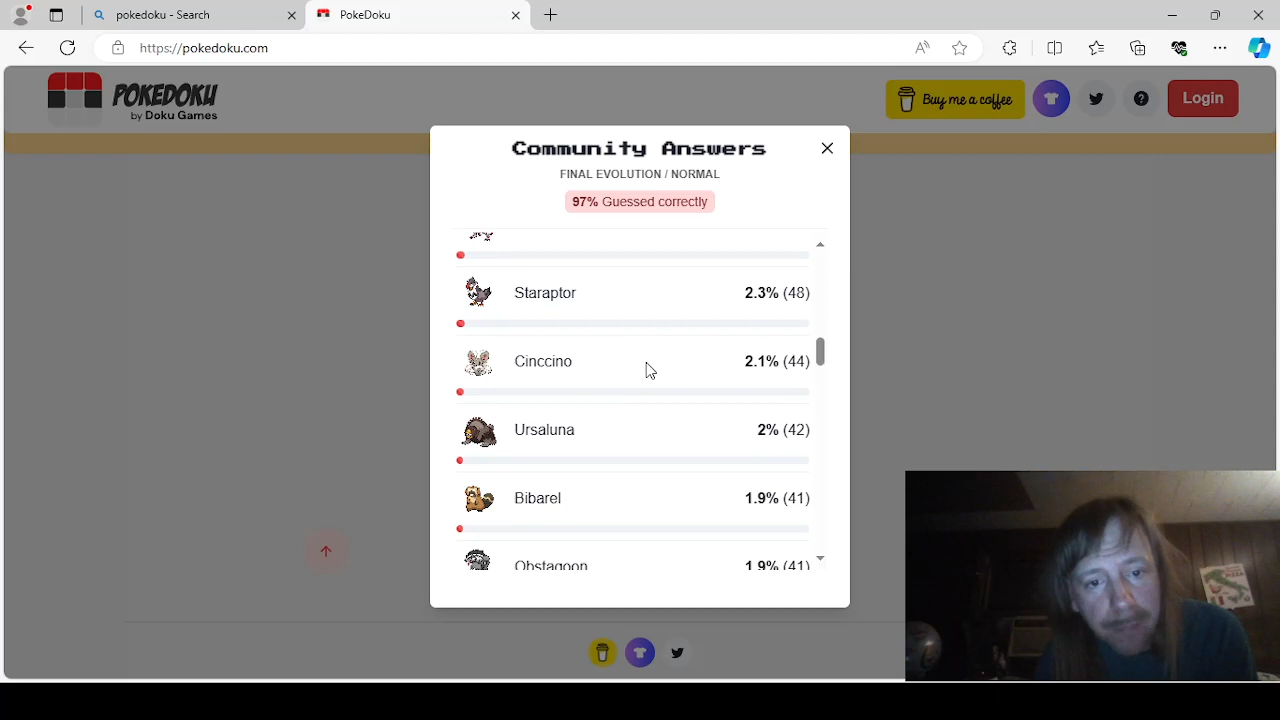 pokedoku - Search
PokeDoku
https://pokedoku.com
POKEDOKU
by Doku Games
Buy me a coffee
Login
Community Answers
FINAL EVOLUTION / NORMAL
97% Guessed correctly
Staraptor 2.3% (48)
Cinccino 2.1% (44)
Ursaluna 2% (42)
Bibarel 1.9% (41)
Obstagoon 1.9% (41)
PIZZA